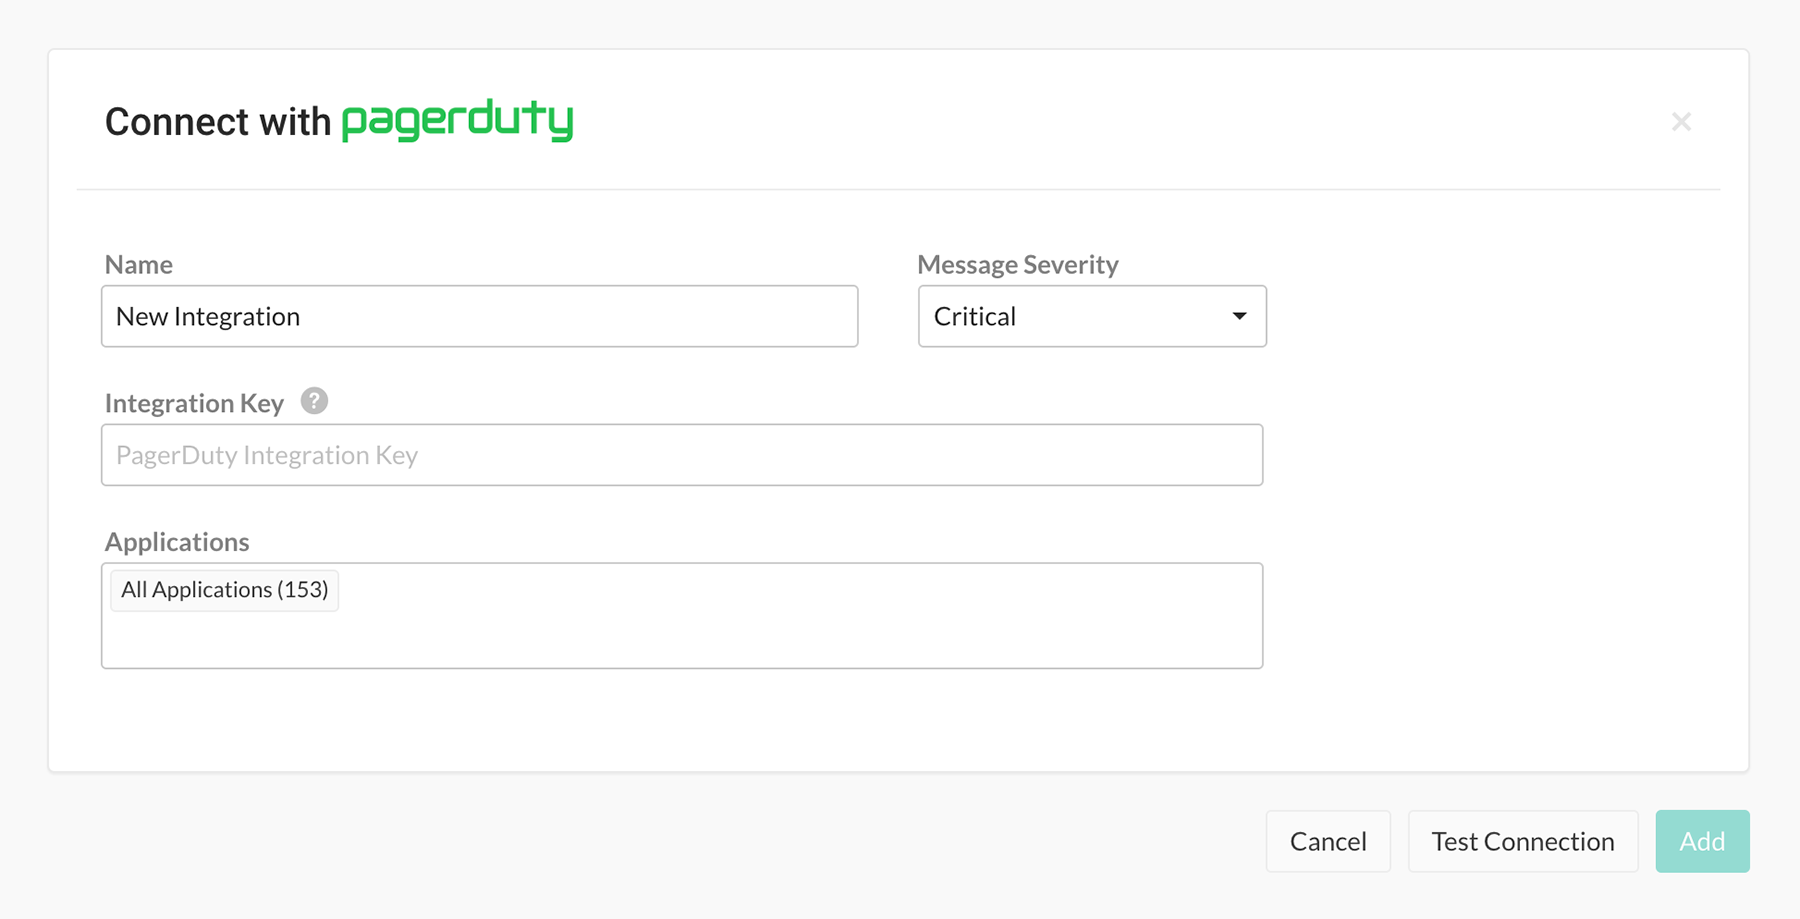 Connect with pagerduty
Name
Message Severity
New Integration
Critical
Integration Key ?
PagerDuty Integration Key
Applications
All Applications (153)
Cancel
Test Connection
Add